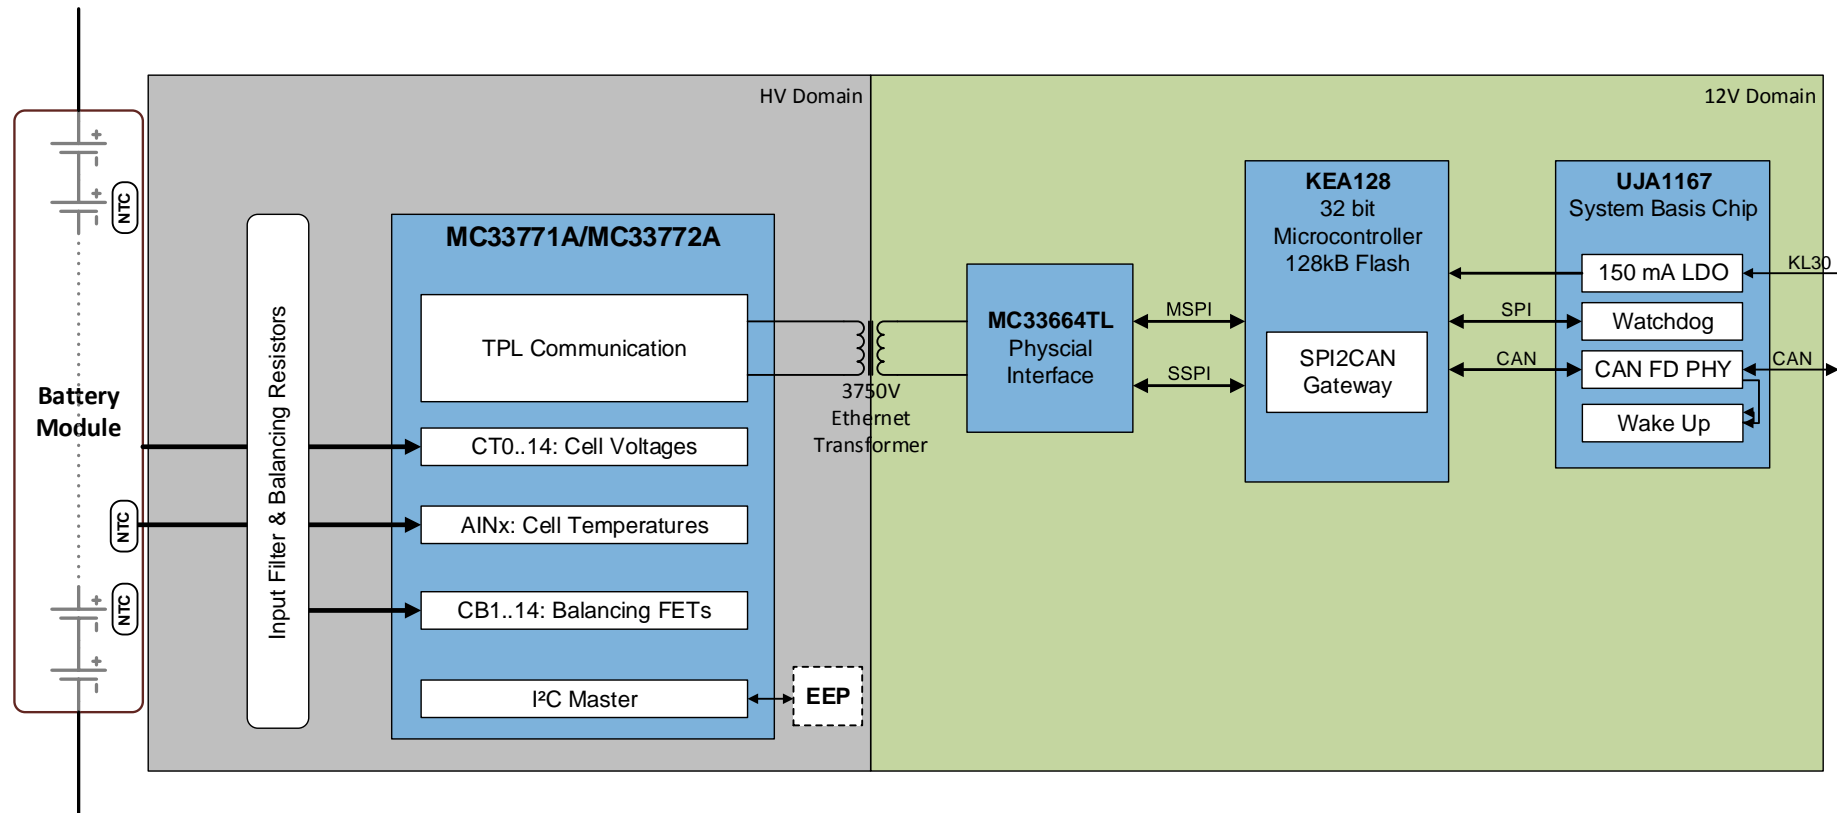 HV Domain
12V Domain
Battery
Module
NTC
NTC
NTC
Input Filter & Balancing Resistors
MC33771A/MC33772A
TPL Communication
CT0..14: Cell Voltages
AINx: Cell Temperatures
CB1..14: Balancing FETs
I²C Master
EEP
3750V
Ethernet
Transformer
MC33664TL
Physcial
Interface
MSPI
SSPI
KEA128
32 bit
Microcontroller
128kB Flash
SPI2CAN
Gateway
SPI
CAN
UJA1167
System Basis Chip
150 mA LDO
Watchdog
CAN FD PHY
Wake Up
KL30
CAN